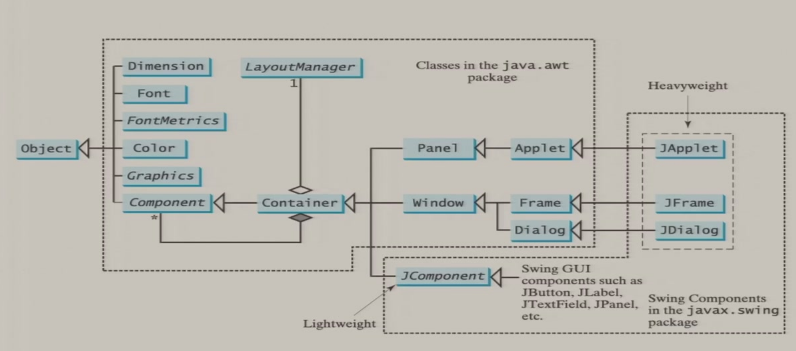 Dimension
LayoutManager
Classes in the java.awt
package
1
Heavyweight
Font
FontMetrics
Object
Color
Panel
Applet
JApplet
Graphics
Component
Container
Window
Frame
JFrame
*
Dialog
JDialog
JComponent
Swing GUI
components such as
JButton, JLabel,
JTextField, JPanel,
etc.
Swing Components
in the javax.swing
package
Lightweight